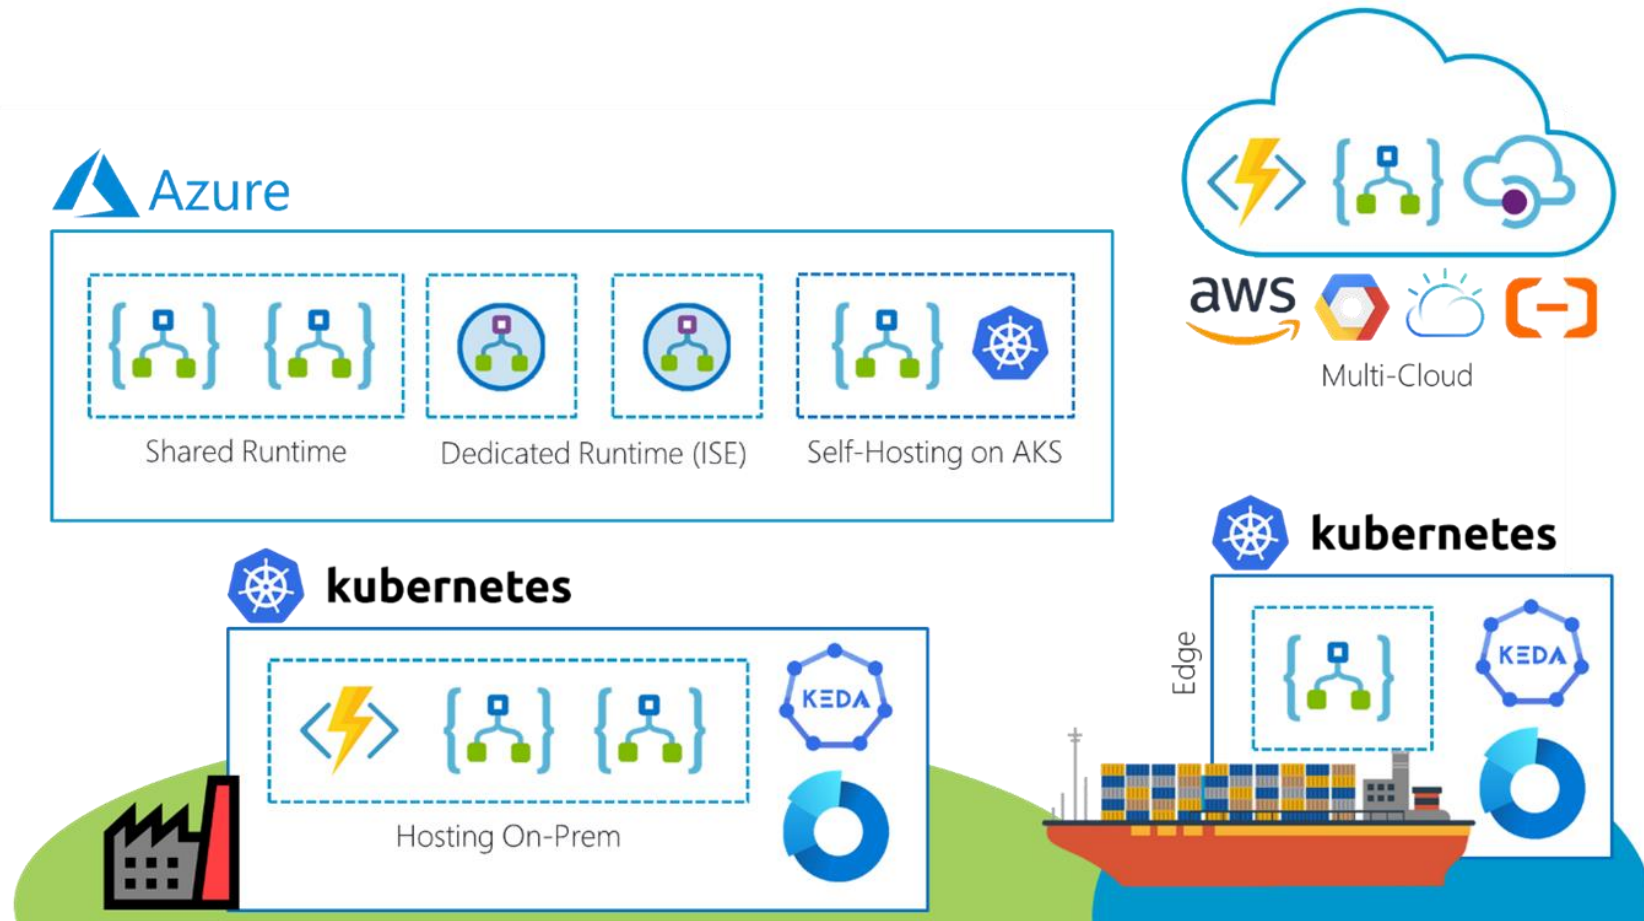 Azure
Shared Runtime
Dedicated Runtime (ISE)
Self-Hosting on AKS
aws
Multi-Cloud
kubernetes
KEDA
Hosting On-Prem
kubernetes
Edge
KEDA